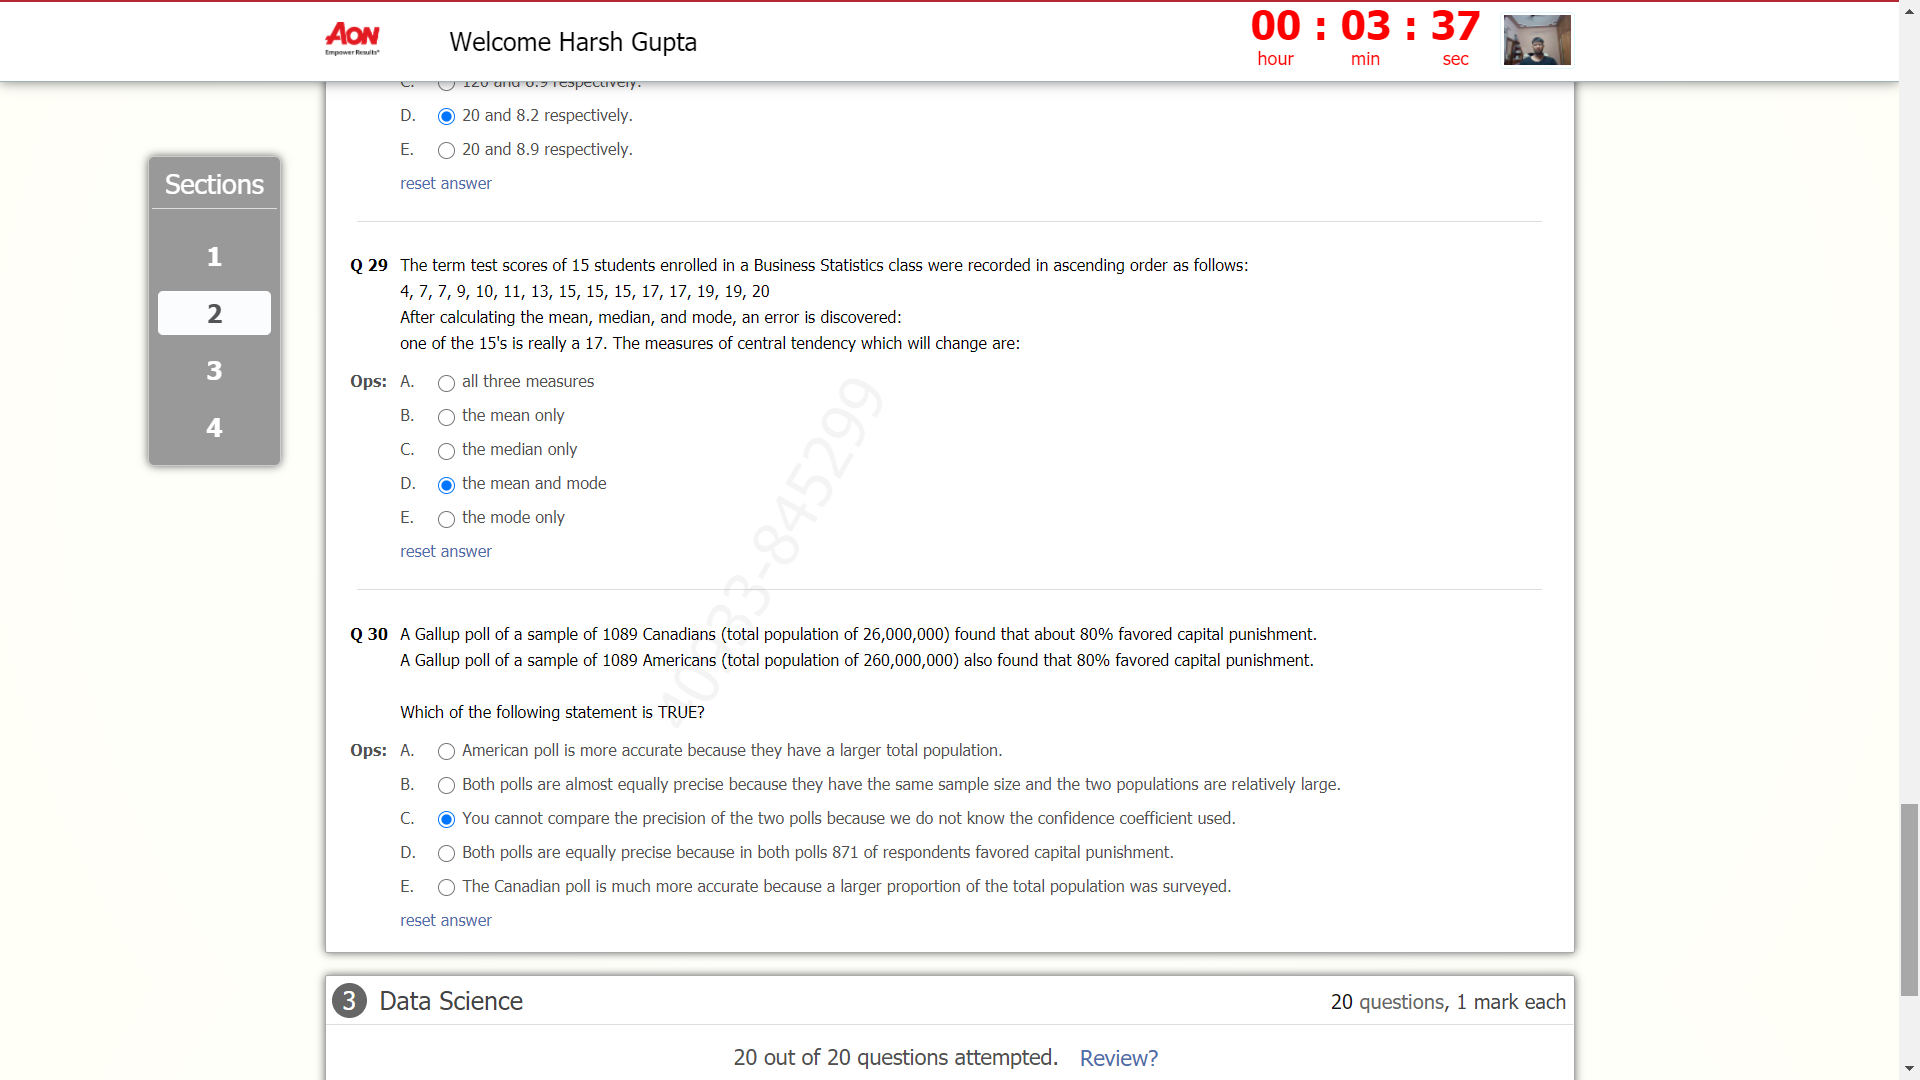 AON
Empower Results®
Welcome Harsh Gupta
00 : 03 : 37
hour min sec
C. 120 and 8.9 respectively.
D. 20 and 8.2 respectively.
E. 20 and 8.9 respectively.
reset answer
Sections
1
2
3
4
Q 29 The term test scores of 15 students enrolled in a Business Statistics class were recorded in ascending order as follows:
4, 7, 7, 9, 10, 11, 13, 15, 15, 15, 17, 17, 19, 19, 20
After calculating the mean, median, and mode, an error is discovered:
one of the 15's is really a 17. The measures of central tendency which will change are:
Ops: A. all three measures
B. the mean only
C. the median only
D. the mean and mode
E. the mode only
reset answer
4033-845299
Q 30 A Gallup poll of a sample of 1089 Canadians (total population of 26,000,000) found that about 80% favored capital punishment.
A Gallup poll of a sample of 1089 Americans (total population of 260,000,000) also found that 80% favored capital punishment.
Which of the following statement is TRUE?
Ops: A. American poll is more accurate because they have a larger total population.
B. Both polls are almost equally precise because they have the same sample size and the two populations are relatively large.
C. You cannot compare the precision of the two polls because we do not know the confidence coefficient used.
D. Both polls are equally precise because in both polls 871 of respondents favored capital punishment.
E. The Canadian poll is much more accurate because a larger proportion of the total population was surveyed.
reset answer
3 Data Science
20 questions, 1 mark each
20 out of 20 questions attempted. Review?